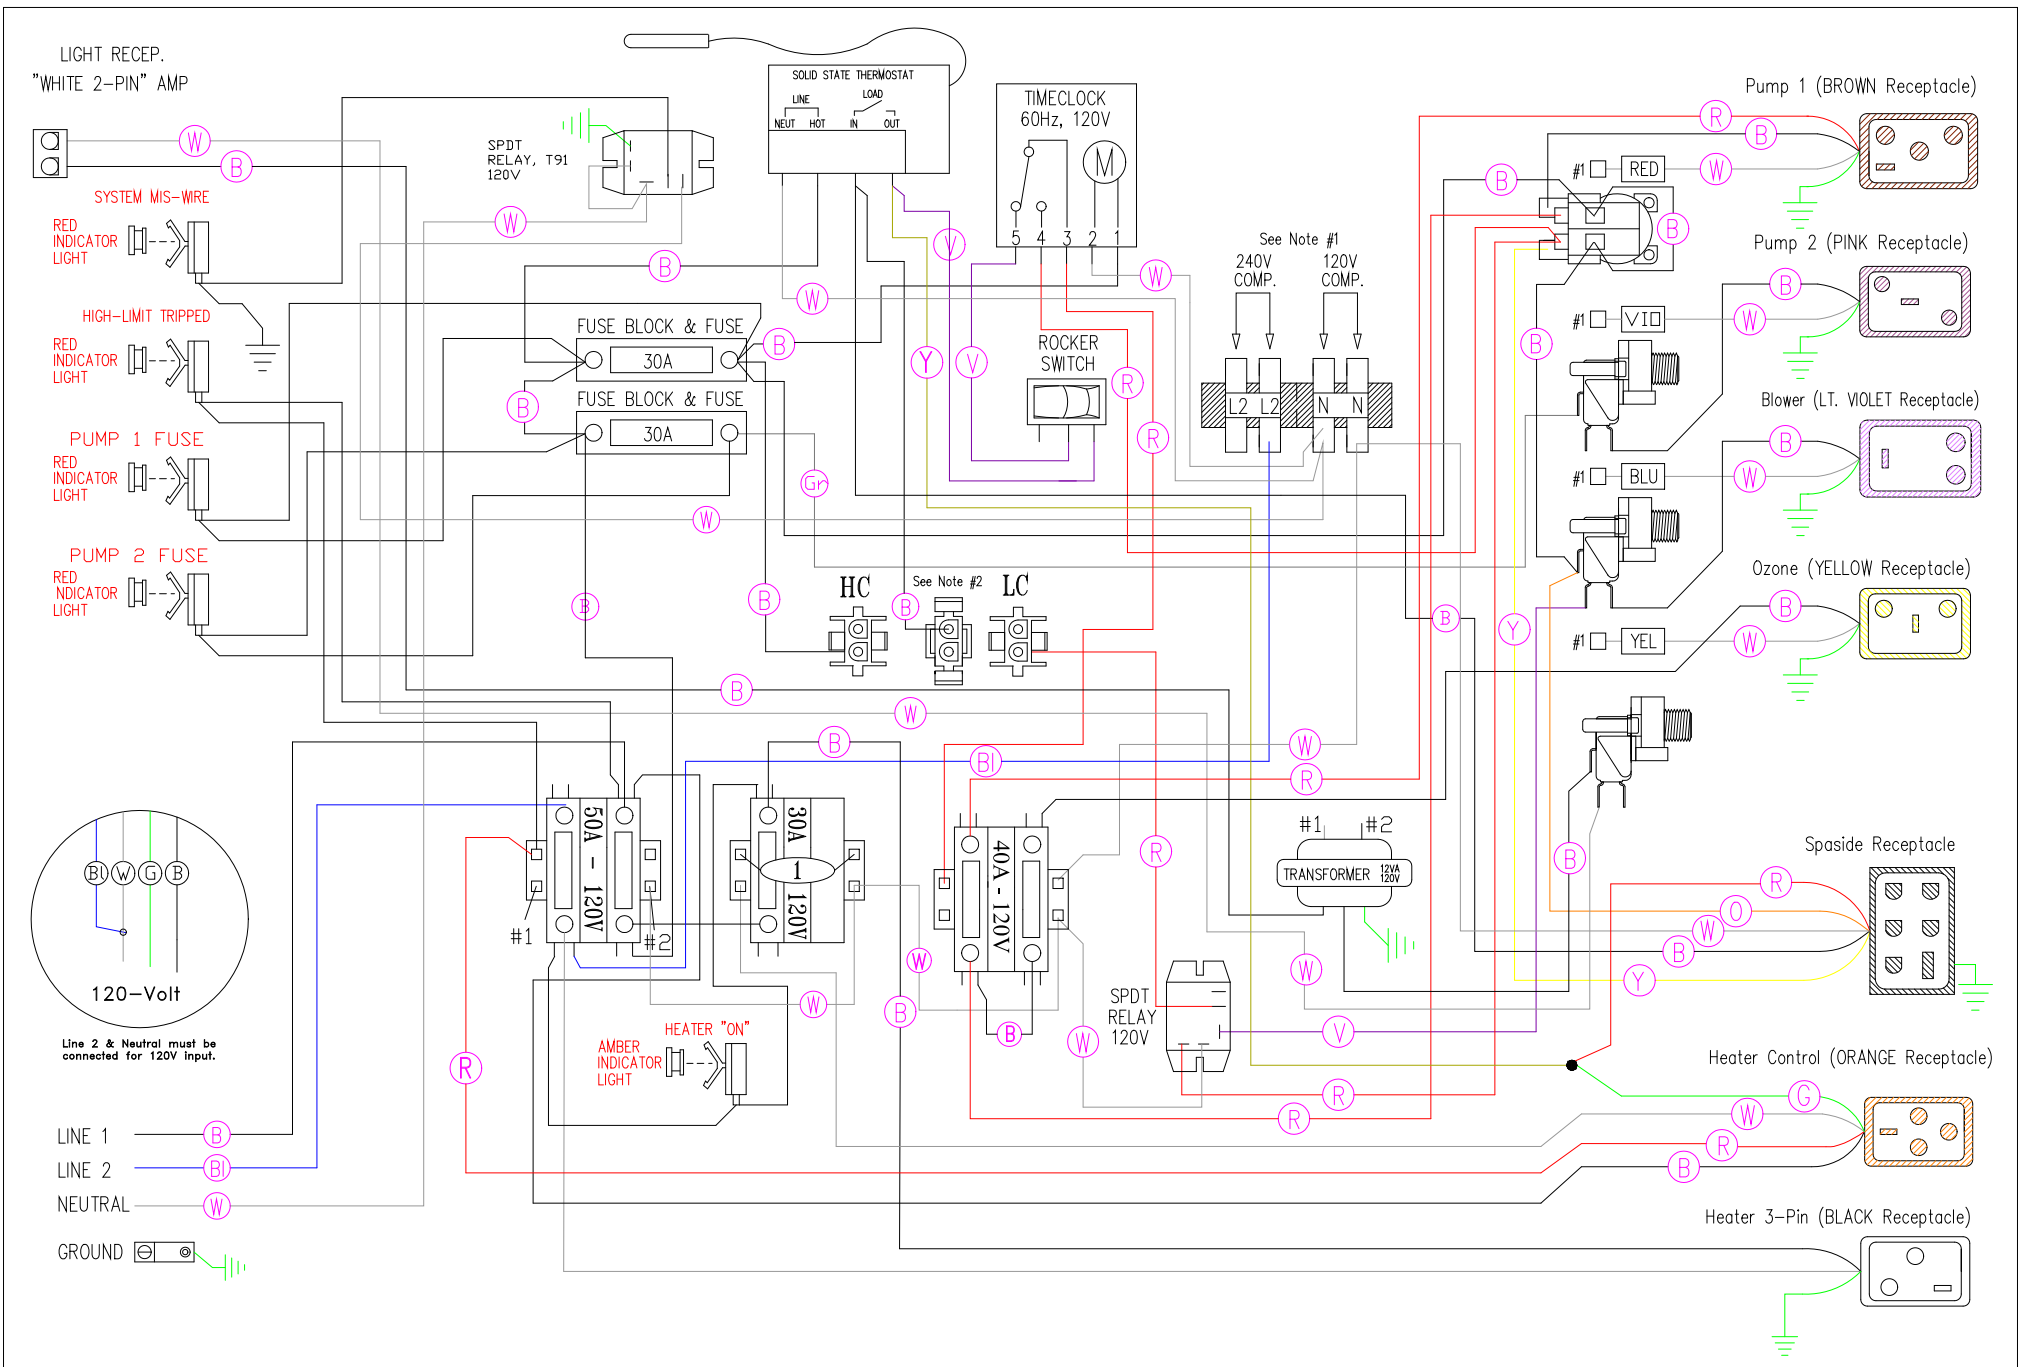 LIGHT RECEP.
"WHITE 2-PIN" AMP
W
B
SYSTEM MIS-WIRE
RED
INDICATOR
LIGHT
HIGH-LIMIT TRIPPED
RED
INDICATOR
LIGHT
PUMP 1 FUSE
RED
INDICATOR
LIGHT
PUMP 2 FUSE
RED
NDICATOR
LIGHT
SPDT
RELAY, T91
120V
W
B
SOLID STATE THERMOSTAT
LINE
LOAD
NEUT HOT IN OUT
V
W
TIMECLOCK
60Hz, 120V
M
5 4 3 2 1
W
FUSE BLOCK & FUSE
30A
B
B
FUSE BLOCK & FUSE
30A
Gr
Y
V
ROCKER
SWITCH
R
R
See Note #1
240V
COMP.
120V
COMP.
L2 L2 N N
W
B
B
HC
See Note #2
B
LC
B
W
Bl
B
W
R
B
Y
Pump 1 (BROWN Receptacle)
R
B
#1 RED W
B
B
Pump 2 (PINK Receptacle)
B
#1 VIO W
B
Blower (LT. VIOLET Receptacle)
B
#1 BLU W
Ozone (YELLOW Receptacle)
B
#1 YEL W
Bl W G B
120-Volt
Line 2 & Neutral must be
connected for 120V input.
50A - 120V
#1
#2
30A 120V
1
W
W
B
40A-120V
B
W
R
R
HEATER "ON"
AMBER
INDICATOR
LIGHT
#1 #2
TRANSFORMER 12VA
120V
B
W
SPDT
RELAY
120V
V
R
R
Spaside Receptacle
R
O
W
B
Y
Heater Control (ORANGE Receptacle)
G
W
R
B
Heater 3-Pin (BLACK Receptacle)
LINE 1 B
LINE 2 Bl
NEUTRAL W
GROUND